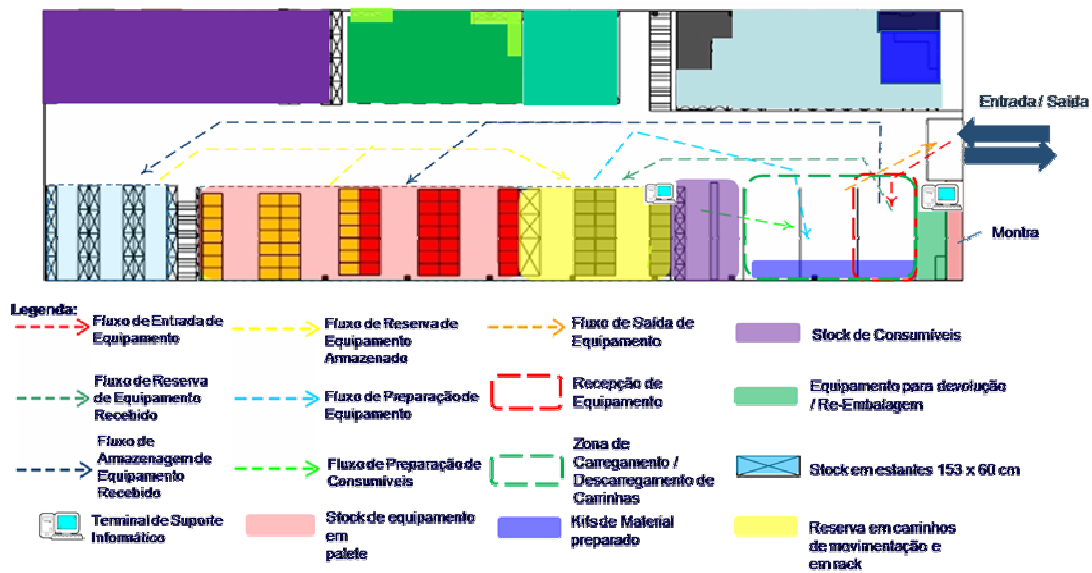 Entrada / Saída
Montra
Legenda:
Fluxo de Entrada de
Equipamento
Fluxo de Reserva de
Equipamento
Armazenado
Fluxo de Saída de
Equipamento
Stock de Consumíveis
Fluxo de Reserva
de Equipamento
Recebido
Fluxo de Preparação de
Equipamento
Recepção de
Equipamento
Equipamento para devolução
/ Re-Embalagem
Fluxo de
Armazenagem de
Equipamento
Recebido
Fluxo de Preparação de
Consumíveis
Zona de
Carregamento /
Descarregamento de
Carrinhas
Stock em estantes 153 x 60 cm
Terminal de Suporte
Informático
Stock de equipamento
em
palete
Kits de Material
preparado
Reserva em carrinhos
de movimentação e
em rack